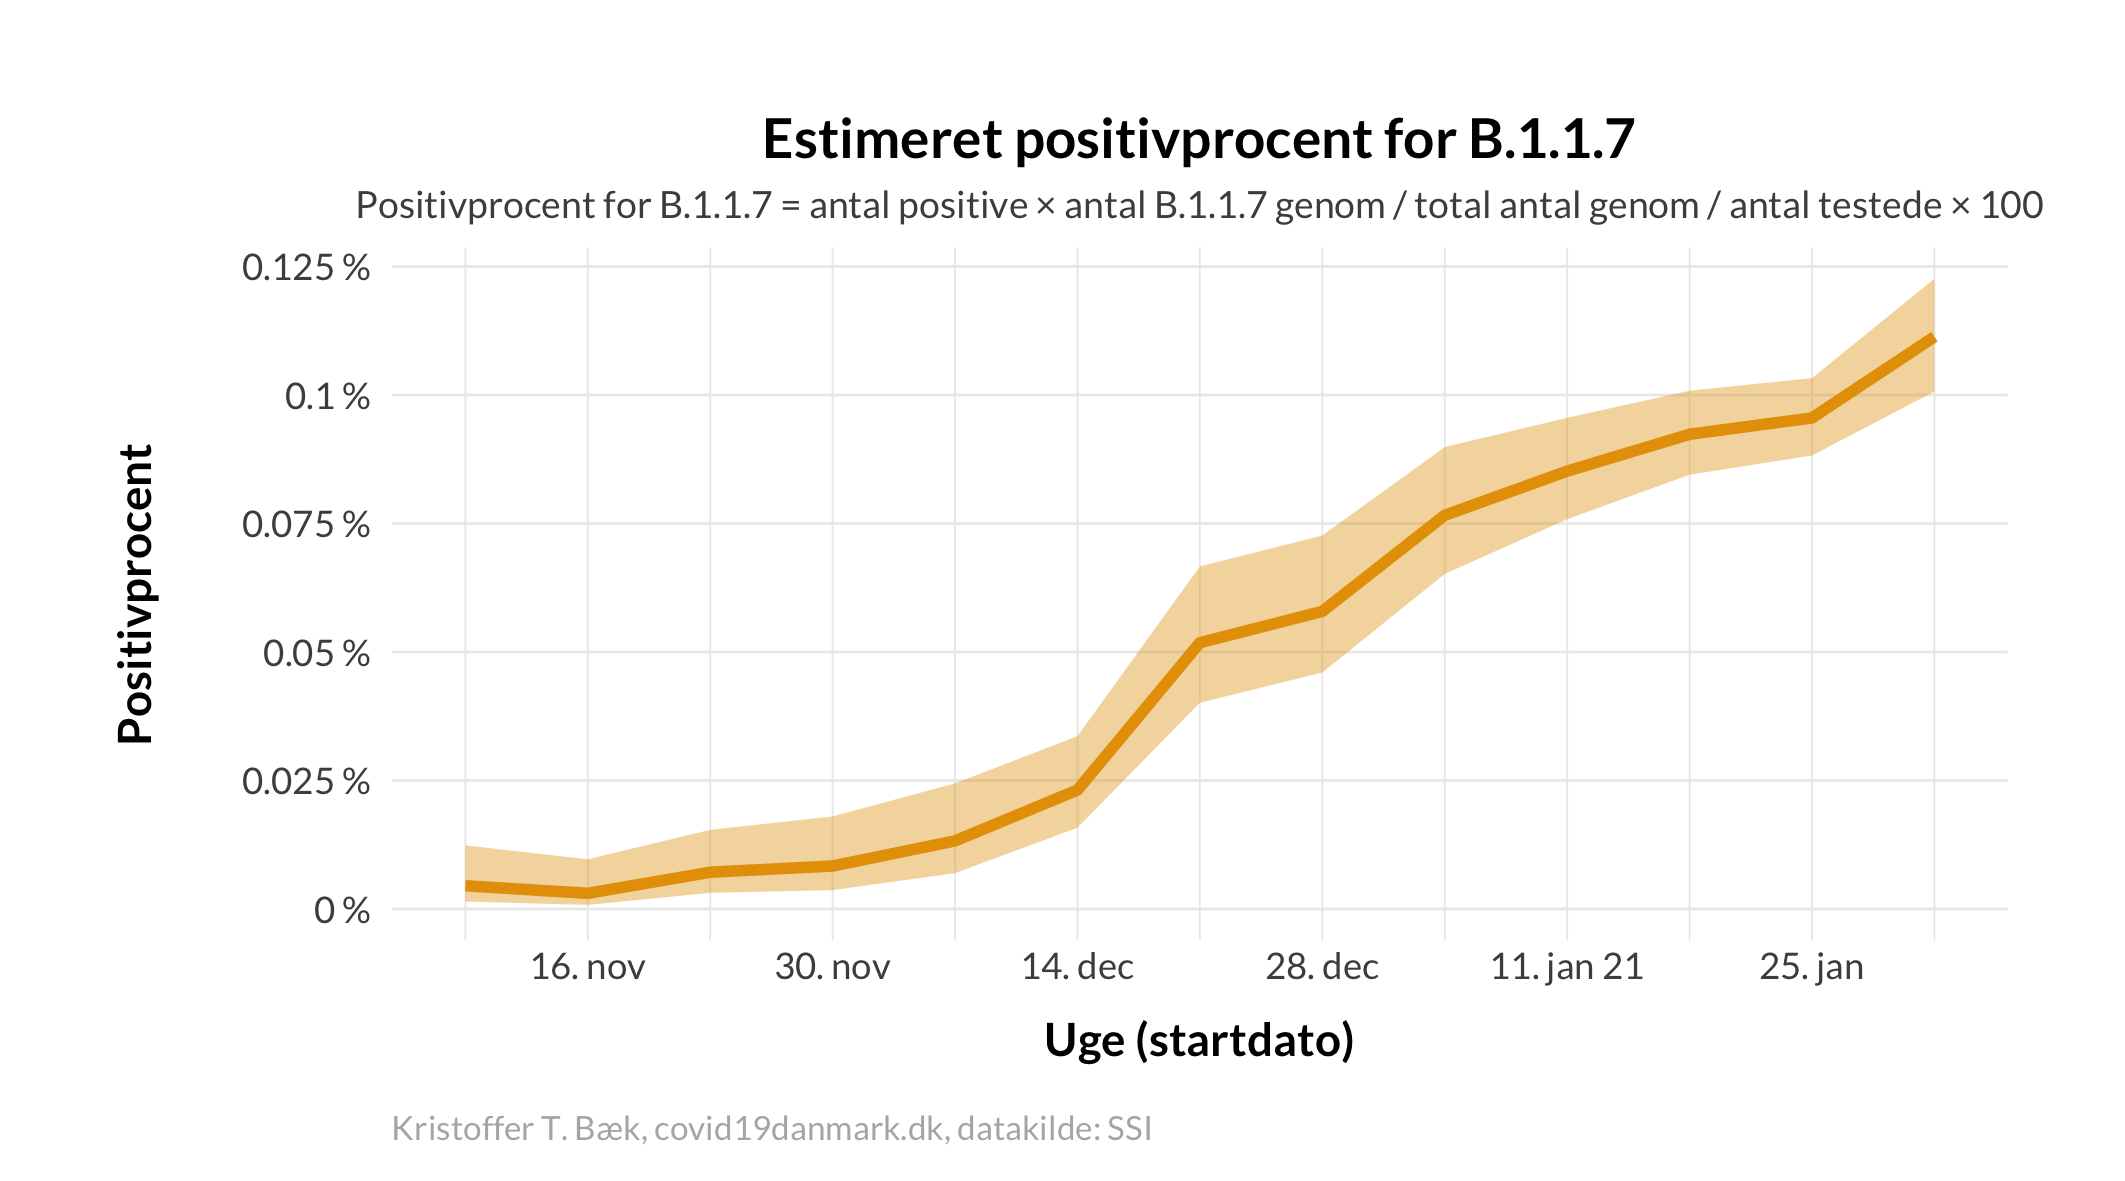 Estimeret positivprocent for B.1.1.7
Positivprocent for B.1.1.7 = antal positive × antal B.1.1.7 genom / total antal genom / antal testede × 100
Positivprocent
0.125 %
0.1 %
0.075 %
0.05 %
0.025 %
0 %
16. nov
30. nov
14. dec
28. dec
11. jan 21
25. jan
Uge (startdato)
Kristoffer T. Bæk, covid19danmark.dk, datakilde: SSI